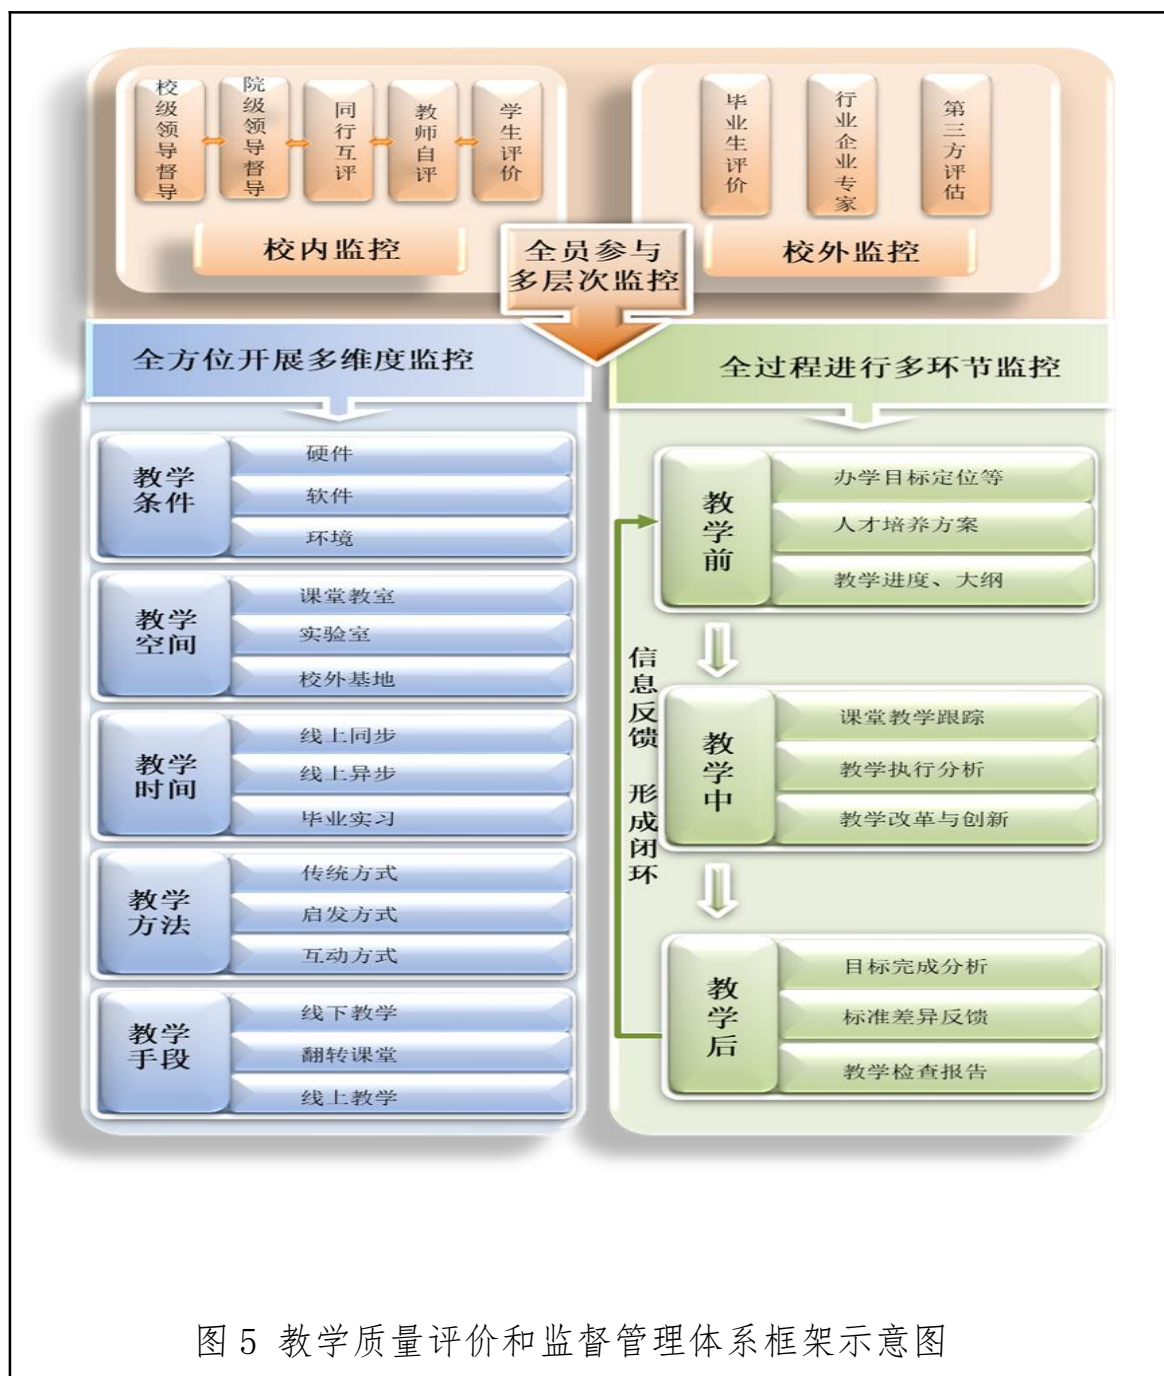 校级领导督导
院级领导督导
同行互评
教师自评
学生评价
校内监控
毕业生评价
行业企业专家
第三方评估
校外监控
全员参与
多层次监控
全方位开展多维度监控
教学
条件
硬件
软件
环境
教学
空间
课堂教室
实验室
校外基地
教学
时间
线上同步
线上异步
毕业实习
教学
方法
传统方式
启发方式
互动方式
教学
手段
线下教学
翻转课堂
线上教学
全过程进行多环节监控
教学前
办学目标定位等
人才培养方案
教学进度、大纲
信息反馈 形成闭环
教学中
课堂教学跟踪
教学执行分析
教学改革与创新
教学后
目标完成分析
标准差异反馈
教学检查报告
图 5 教学质量评价和监督管理体系框架示意图